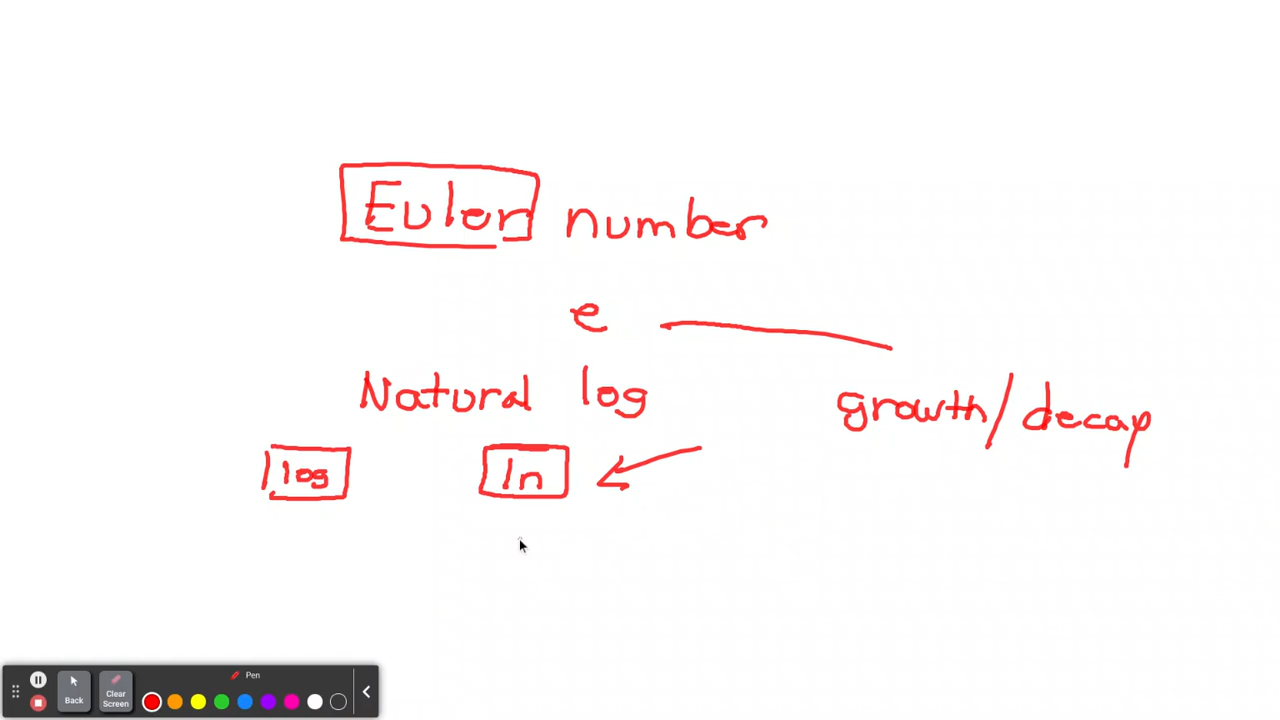 Euler number
e
Natural log
growth/decay
log
ln
Pen
Back
Clear
Screen